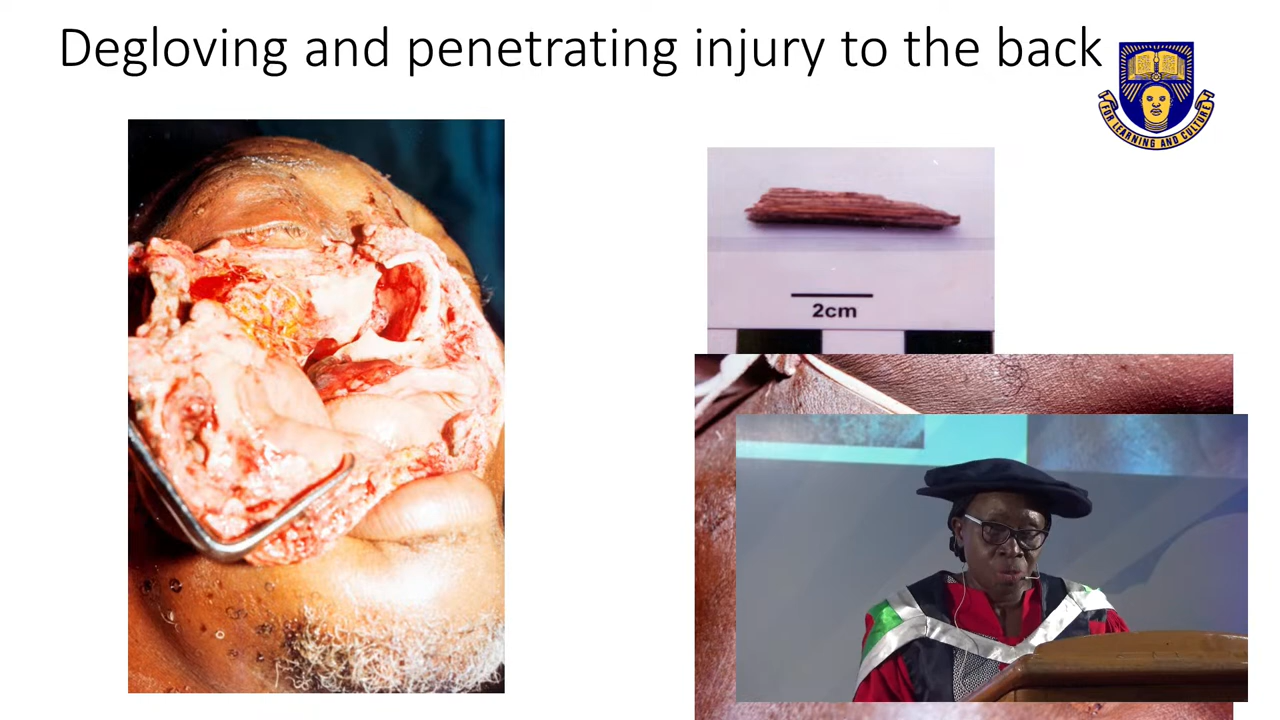 Degloving and penetrating injury to the back
FOR LEARNING AND CULTURE
2cm